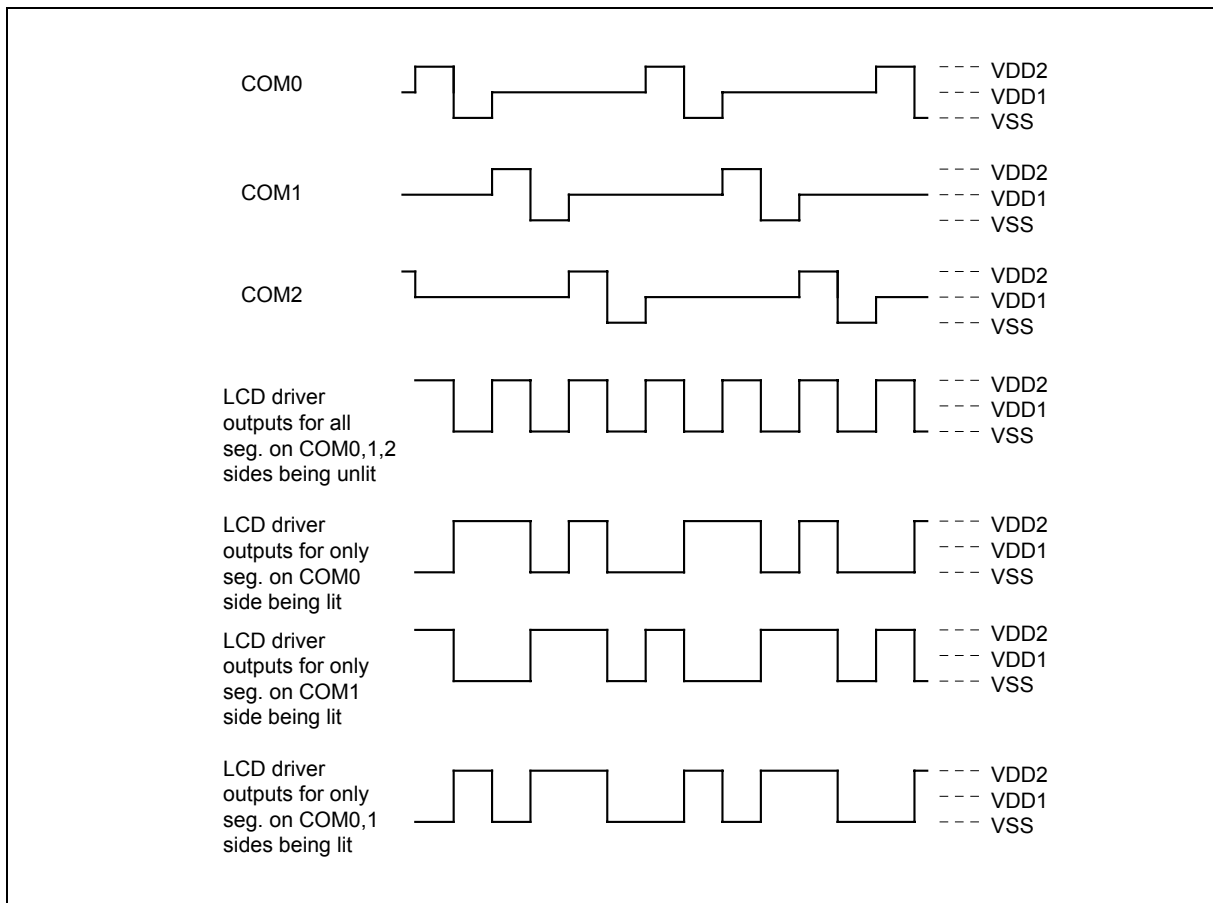 COM0
VDD2
VDD1
VSS
COM1
VDD2
VDD1
VSS
COM2
VDD2
VDD1
VSS
LCD driver
outputs for all
seg. on COM0,1,2
sides being unlit
VDD2
VDD1
VSS
LCD driver
outputs for only
seg. on COM0
side being lit
VDD2
VDD1
VSS
LCD driver
outputs for only
seg. on COM1
side being lit
VDD2
VDD1
VSS
LCD driver
outputs for only
seg. on COM0,1
sides being lit
VDD2
VDD1
VSS